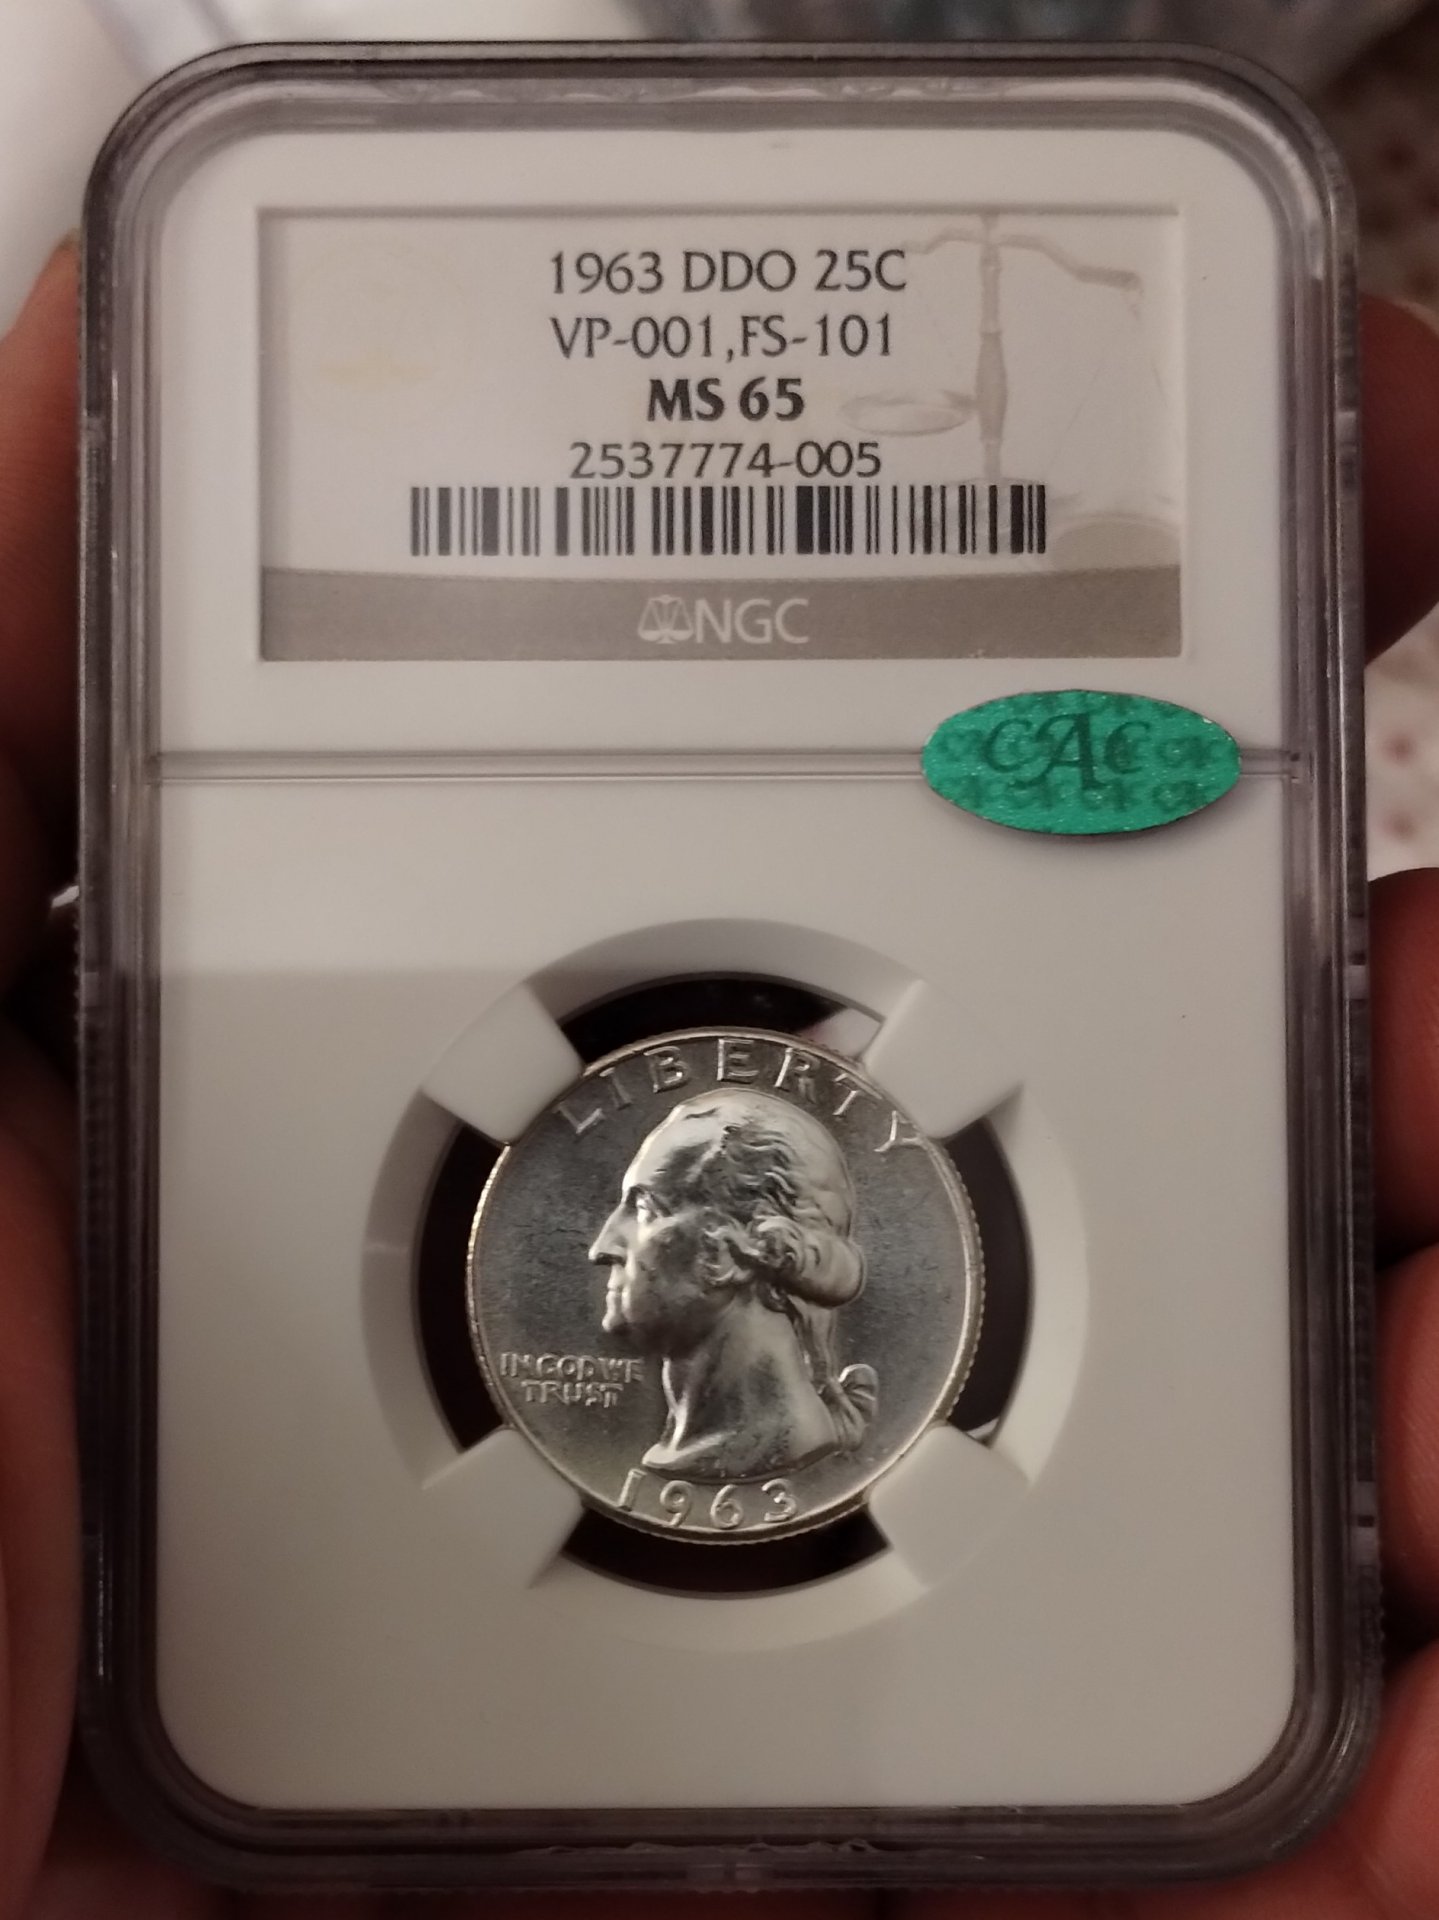 1963 DDO 25C
VP-001,FS-101
MS 65
2537774-005
NGC
CAC
LIBERTY
IN GOD WE
TRUST
1963